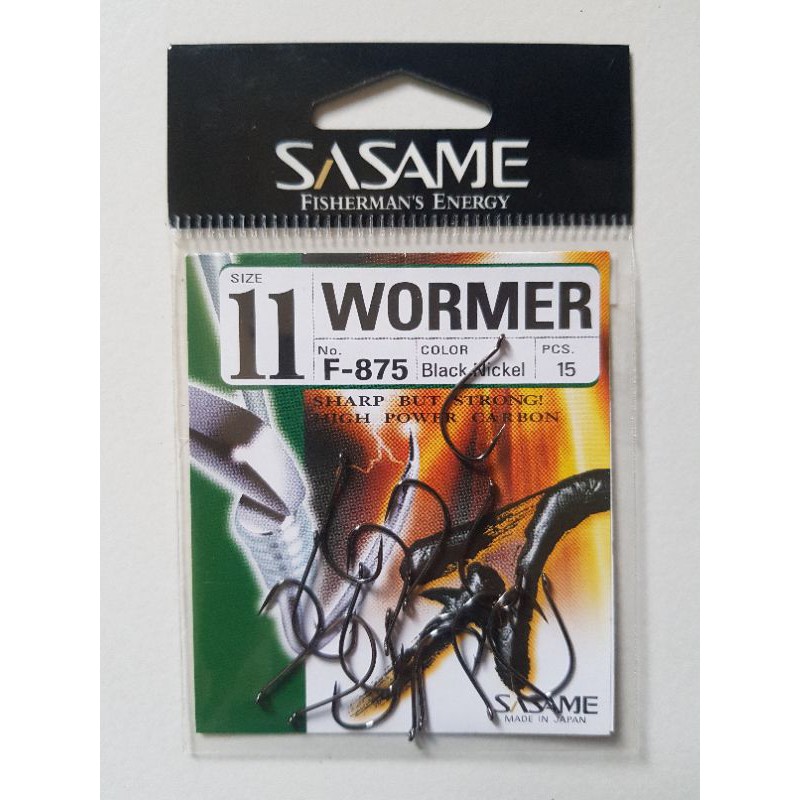 SASAME
FISHERMAN'S ENERGY
SIZE
11
WORMER
No.
F-875
COLOR
Black Nickel
PCS.
15
SHARP BUT STRONG!
HIGH POWER CARBON
SASAME
MADE IN JAPAN